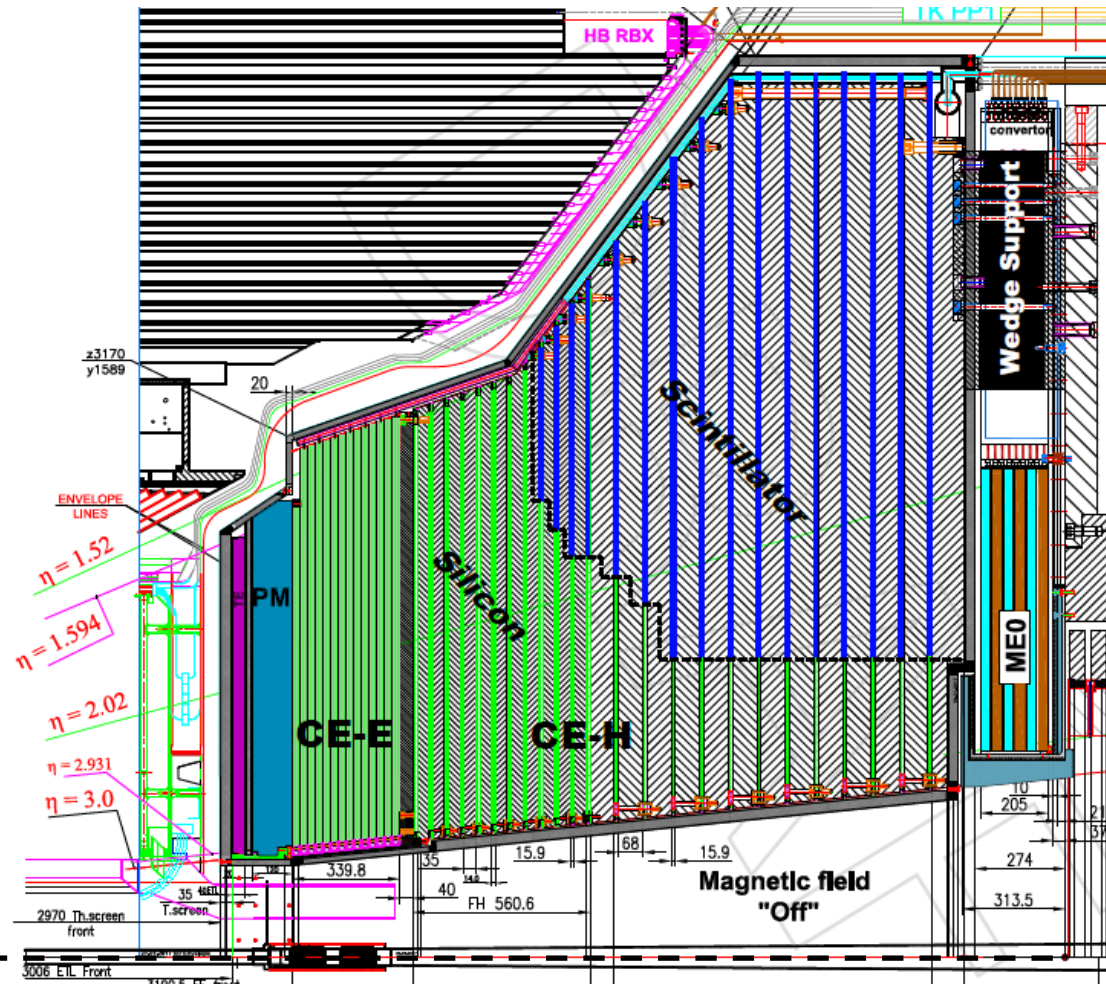 TK PP1
HB RBX
convertor
Wedge Support
z3170
y1589
20
ENVELOPE
LINES
η = 1.52
η = 1.594
η = 2.02
η = 2.931
η = 3.0
PM
Scintillator
Silicon
CE-E
CE-H
ME0
10
205
274
313.5
339.8
35
15.9
68
15.9
40
FH 560.6
35
T.screen
2970 Th.screen
front
3006 ETL Front
Magnetic field
"Off"